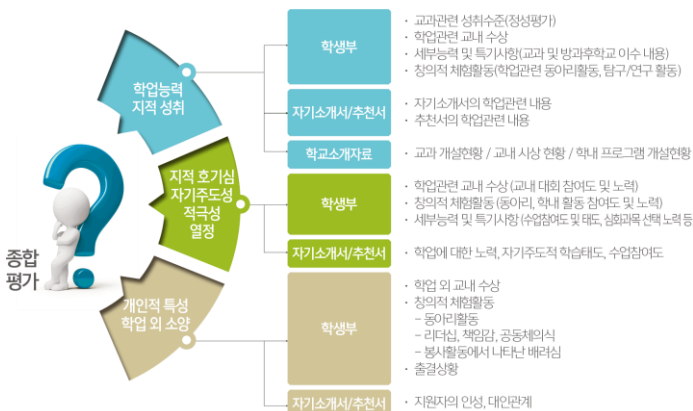 종합
평가
학업능력
지적 성취
학생부
· 교과관련 성취수준(정성평가)
· 학업관련 교내 수상
· 세부능력 및 특기사항(교과 및 방과후학교 이수 내용)
· 창의적 체험활동(학업관련 동아리활동, 탐구/연구 활동)
자기소개서/추천서
· 자기소개서의 학업관련 내용
· 추천서의 학업관련 내용
학교소개자료
· 교과 개설현황 / 교내 시상 현황 / 학내 프로그램 개설현황
지적 호기심
자기주도성
적극성
열정
학생부
· 학업관련 교내 수상 (교내 대회 참여도 및 노력)
· 창의적 체험활동 (동아리, 학내 활동 참여도 및 노력)
· 세부능력 및 특기사항 (수업참여도 및 태도, 심화과목 선택 노력 등
자기소개서/추천서
· 학업에 대한 노력, 자기주도적 학습태도, 수업참여도
개인적 특성
학업 외 소양
학생부
· 학업 외 교내 수상
· 창의적 체험활동
- 동아리활동
- 리더십, 책임감, 공동체의식
- 봉사활동에서 나타난 배려심
· 출결상황
자기소개서/추천서
· 지원자의 인성, 대인관계